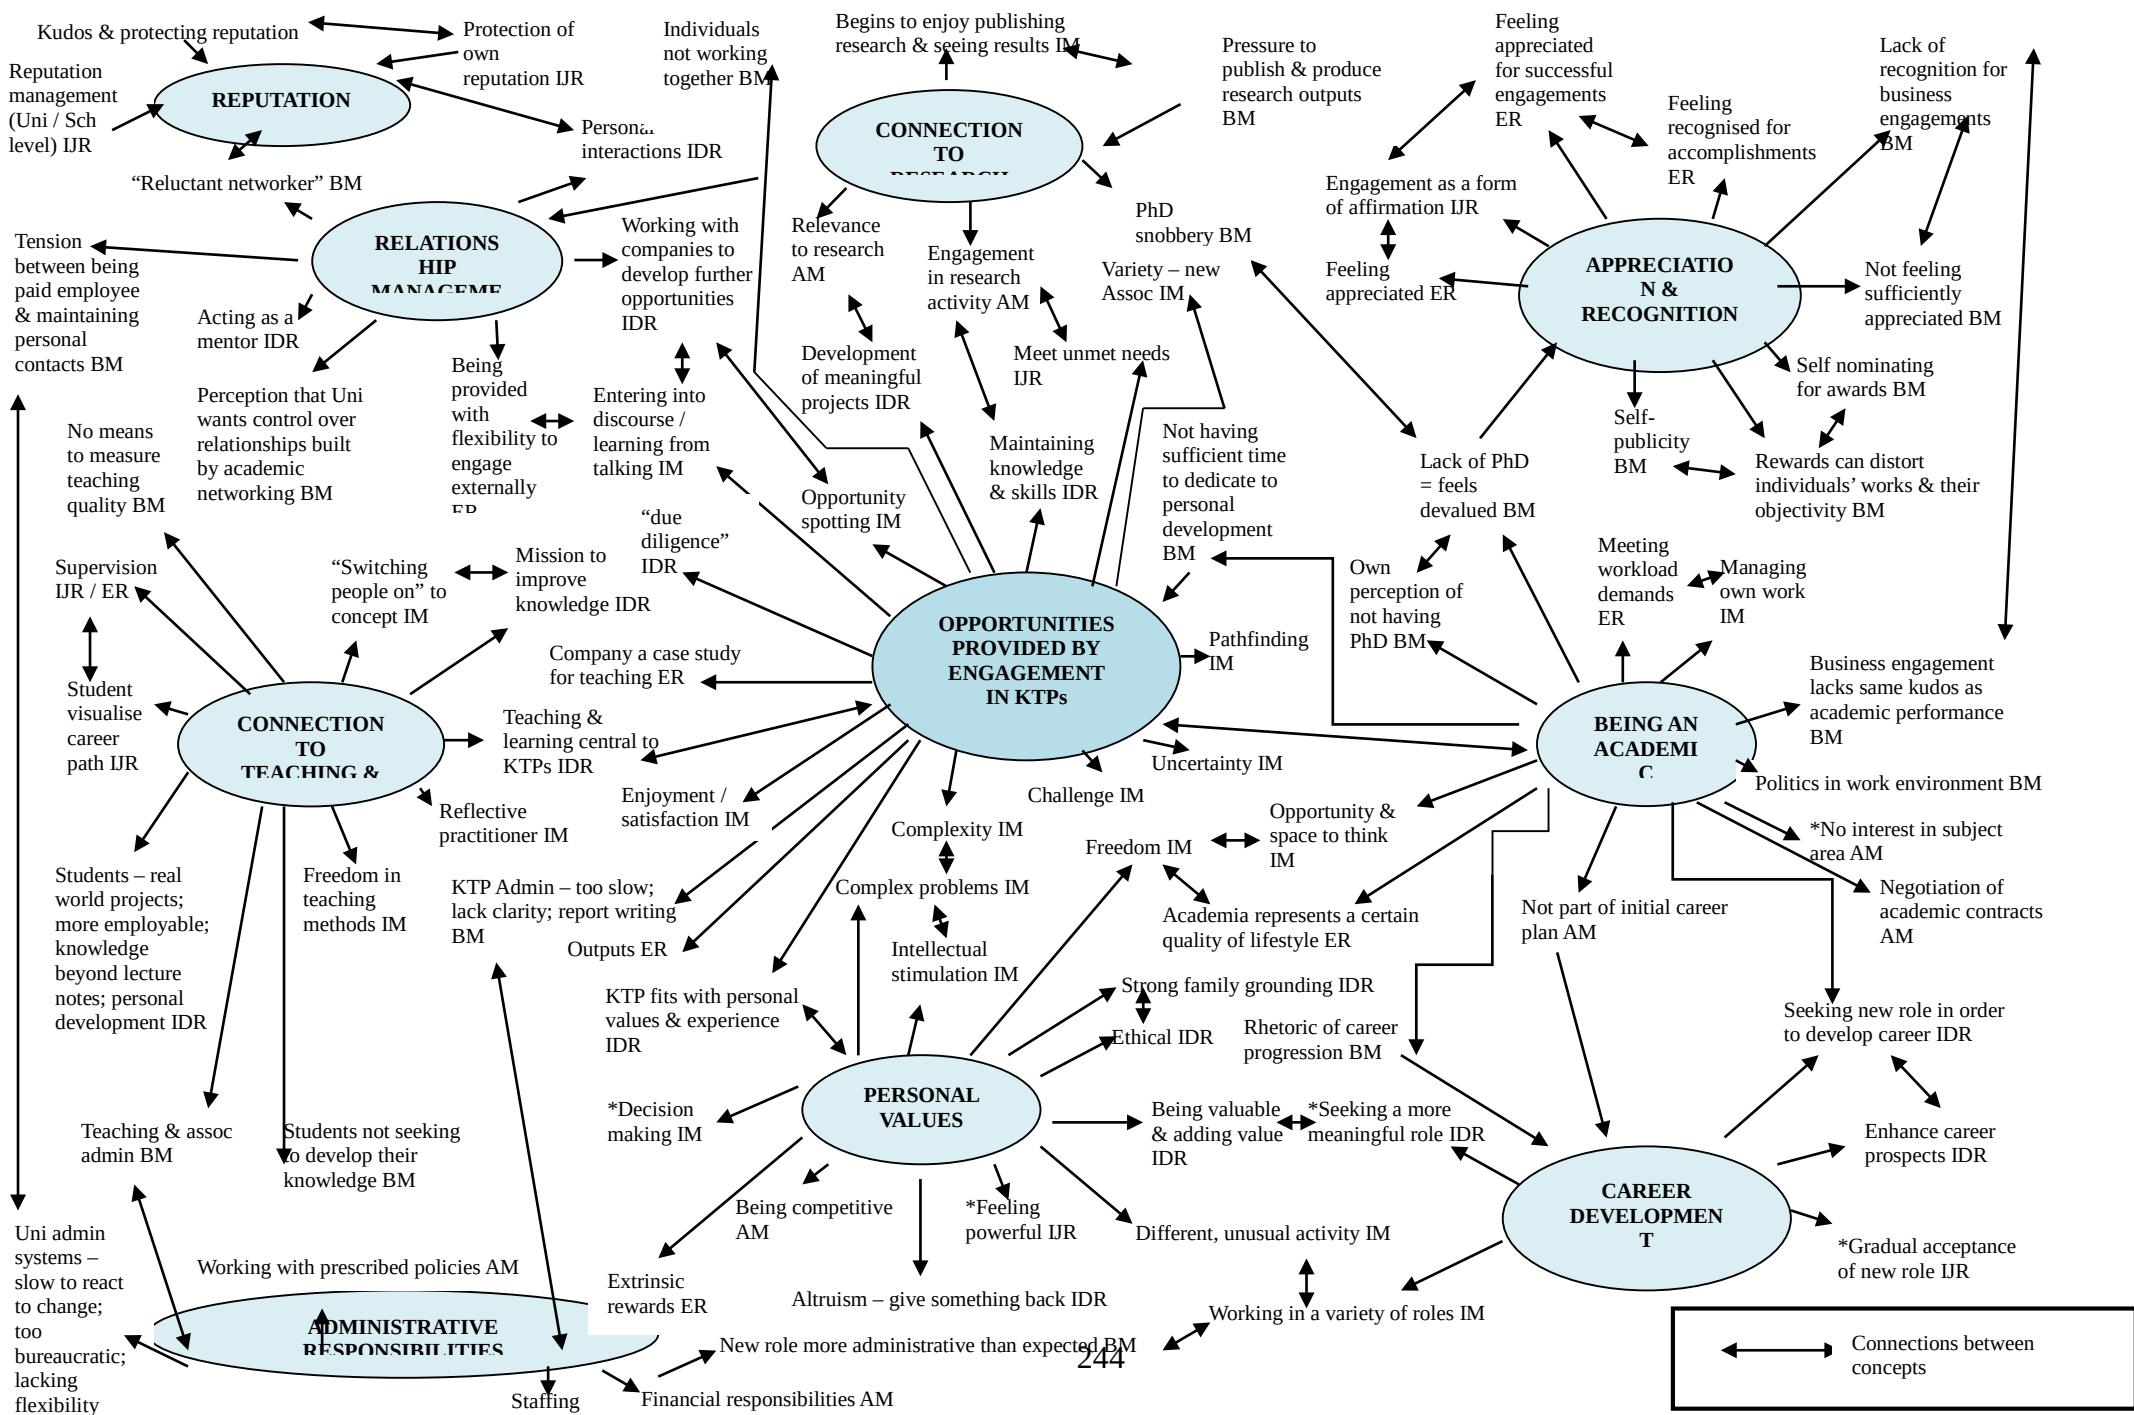 Kudos & protecting reputation
Protection of
own
reputation IJR
Reputation
management
(Uni / Sch
level) IJR
REPUTATION
Personal
interactions IDR
“Reluctant networker” BM
Individuals
not working
together BM
Begins to enjoy publishing
research & seeing results IM
Pressure to
publish & produce
research outputs
BM
CONNECTION
TO
RESEARCH
PhD
snobbery BM
Relevance
to research
AM
Engagement
in research
activity AM
Variety – new
Assoc IM
Development
of meaningful
projects IDR
Meet unmet needs
IJR
Maintaining
knowledge
& skills IDR
Feeling
appreciated
for successful
engagements
ER
Feeling
recognised for
accomplishments
ER
Lack of
recognition for
business
engagements
BM
Engagement as a form
of affirmation IJR
Feeling
appreciated ER
APPRECIATIO
N &
RECOGNITION
Not feeling
sufficiently
appreciated BM
Self nominating
for awards BM
Self-
publicity
BM
Rewards can distort
individuals’ works & their
objectivity BM
Lack of PhD
= feels
devalued BM
Tension
between being
paid employee
& maintaining
personal
contacts BM
RELATIONS
HIP
MANAGEME
Working with
companies to
develop further
opportunities
IDR
Acting as a
mentor IDR
Perception that Uni
wants control over
relationships built
by academic
networking BM
Being
provided
with
flexibility to
engage
externally
ER
Entering into
discourse /
learning from
talking IM
Opportunity
spotting IM
“due
diligence”
IDR
Not having
sufficient time
to dedicate to
personal
development
BM
No means
to measure
teaching
quality BM
Supervision
IJR / ER
“Switching
people on” to
concept IM
Mission to
improve
knowledge IDR
Student
visualise
career
path IJR
CONNECTION
TO
TEACHING &
Company a case study
for teaching ER
Teaching &
learning central to
KTPs IDR
Reflective
practitioner IM
Students – real
world projects;
more employable;
knowledge
beyond lecture
notes; personal
development IDR
Freedom in
teaching
methods IM
Teaching & assoc
admin BM
Students not seeking
to develop their
knowledge BM
OPPORTUNITIES
PROVIDED BY
ENGAGEMENT
IN KTPs
Pathfinding
IM
Uncertainty IM
Challenge IM
Enjoyment /
satisfaction IM
KTP Admin – too slow;
lack clarity; report writing
BM
Outputs ER
Complexity IM
Complex problems IM
Intellectual
stimulation IM
KTP fits with personal
values & experience
IDR
Own
perception of
not having
PhD BM
Meeting
workload
demands
ER
Managing
own work
IM
BEING AN
ACADEMI
C
Business engagement
lacks same kudos as
academic performance
BM
Politics in work environment BM
*No interest in subject
area AM
Negotiation of
academic contracts
AM
Opportunity &
space to think
IM
Freedom IM
Academia represents a certain
quality of lifestyle ER
Not part of initial career
plan AM
Strong family grounding IDR
Ethical IDR
Rhetoric of career
progression BM
Seeking new role in order
to develop career IDR
PERSONAL
VALUES
*Decision
making IM
Being valuable
& adding value
IDR
*Seeking a more
meaningful role IDR
Being competitive
AM
*Feeling
powerful IJR
Different, unusual activity IM
Extrinsic
rewards ER
Altruism – give something back IDR
CAREER
DEVELOPMEN
T
Enhance career
prospects IDR
*Gradual acceptance
of new role IJR
Working in a variety of roles IM
Uni admin
systems –
slow to react
to change;
too
bureaucratic;
lacking
flexibility
Working with prescribed policies AM
ADMINISTRATIVE
RESPONSIBILITIES
New role more administrative than expected BM
Financial responsibilities AM
Staffing
244
Connections between
concepts